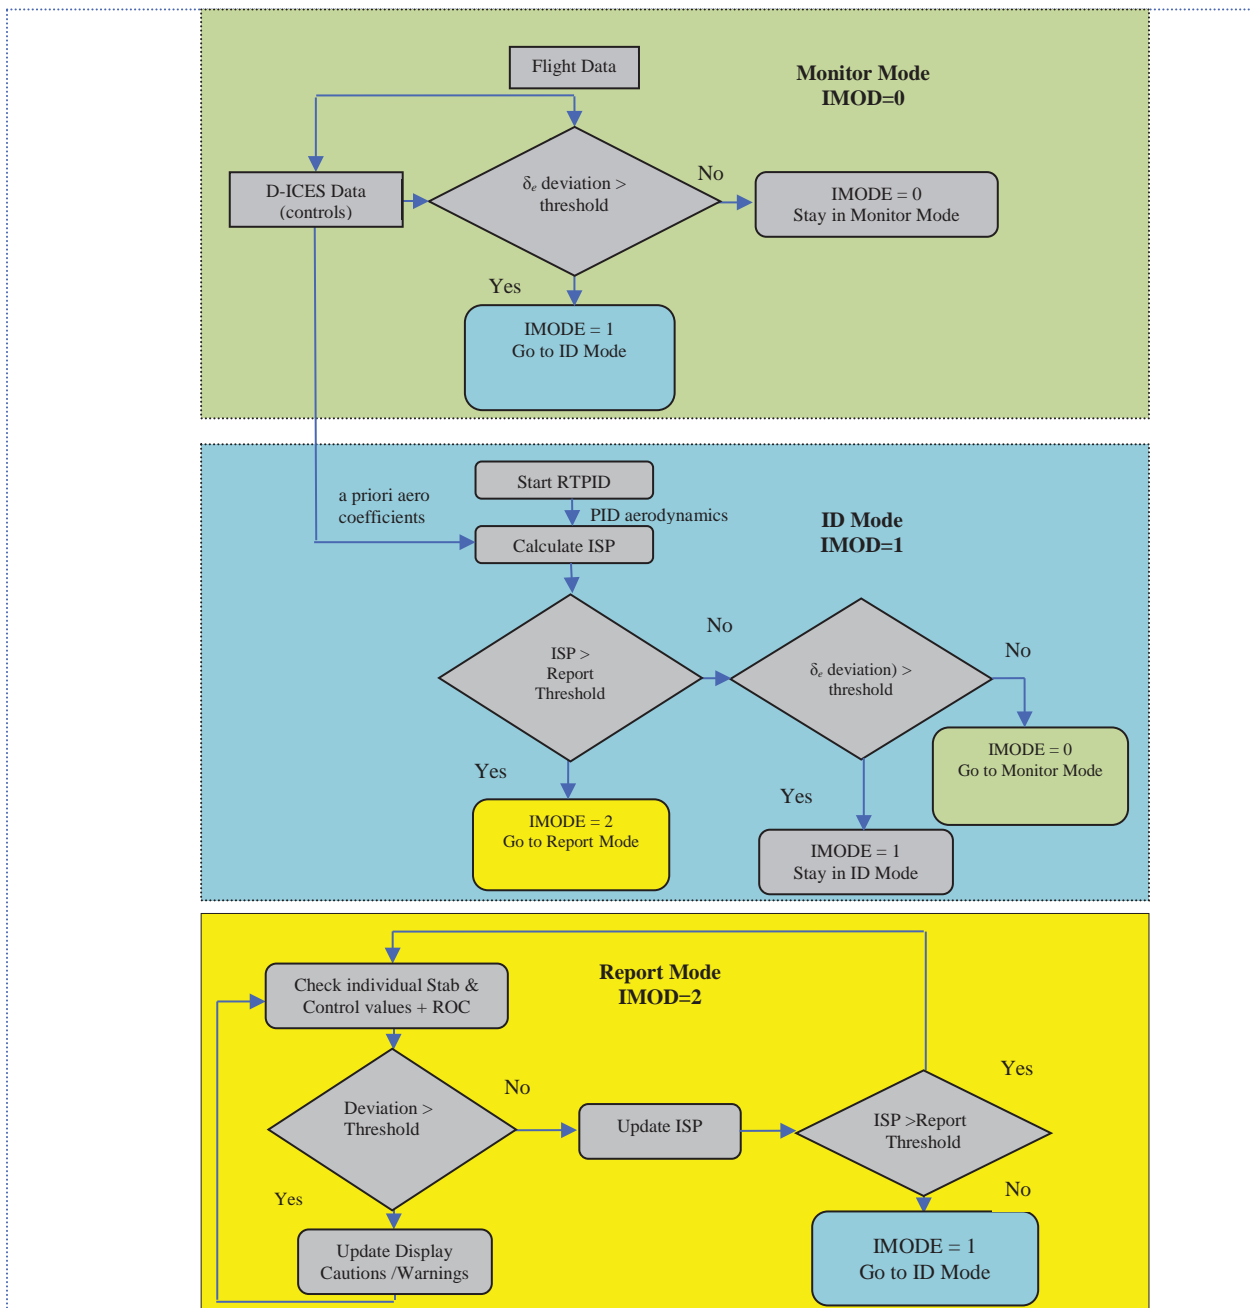 Flight Data
Monitor Mode
IMOD=0
D-ICES Data
(controls)
δe deviation >
threshold
No
IMODE = 0
Stay in Monitor Mode
Yes
IMODE = 1
Go to ID Mode
a priori aero
coefficients
Start RTPID
PID aerodynamics
Calculate ISP
ID Mode
IMOD=1
ISP >
Report
Threshold
No
δe deviation) >
threshold
No
IMODE = 0
Go to Monitor Mode
Yes
IMODE = 2
Go to Report Mode
Yes
IMODE = 1
Stay in ID Mode
Report Mode
IMOD=2
Check individual Stab &
Control values + ROC
Deviation >
Threshold
No
Update ISP
ISP >Report
Threshold
Yes
Yes
Update Display
Cautions /Warnings
No
IMODE = 1
Go to ID Mode